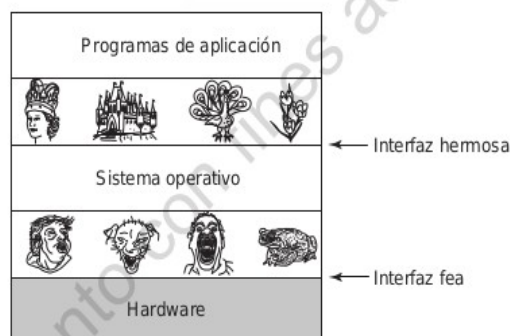 Programas de aplicación
Interfaz hermosa
Sistema operativo
Interfaz fea
Hardware